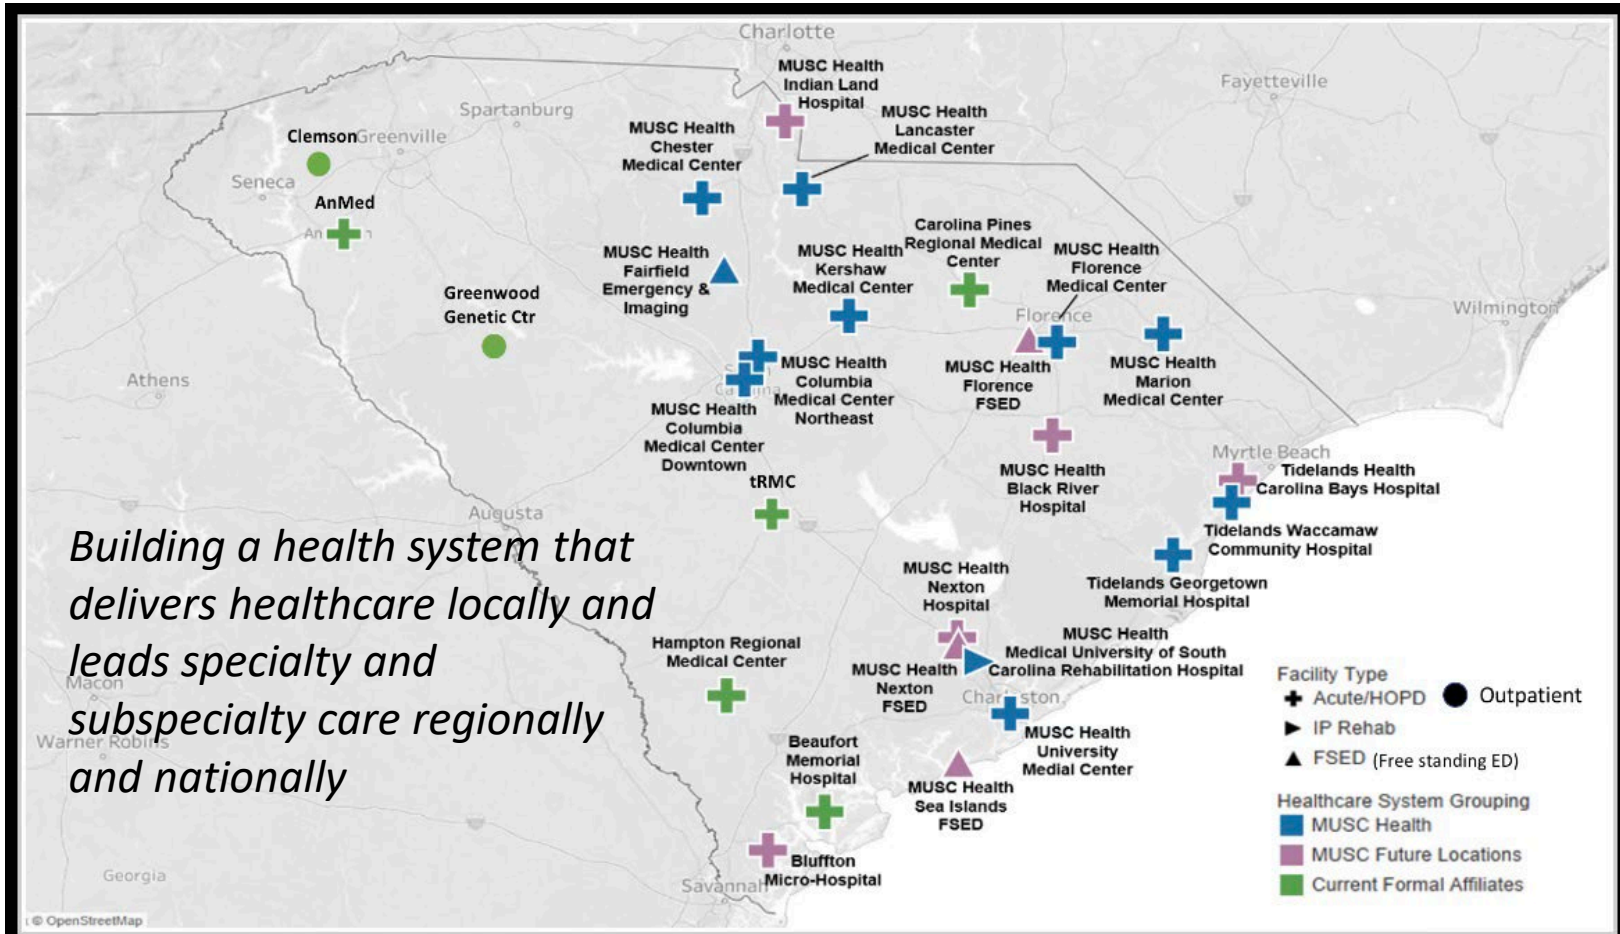 Charlotte
MUSC Health
Indian Land
Hospital
Fayetteville
Spartanburg
MUSC Health
Lancaster
Medical Center
MUSC Health
Chester
Medical Center
Clemson
Greenville
Seneca
AnMed
Carolina Pines
Regional Medical
Center
MUSC Health
Florence
Medical Center
MUSC Health
Kershaw
Medical Center
MUSC Health
Fairfield
Emergency &
Imaging
Greenwood
Genetic Ctr
Florence
Wilmington
MUSC Health
Columbia
Medical Center
Northeast
MUSC Health
Florence
FSED
MUSC Health
Marion
Medical Center
Athens
MUSC Health
Columbia
Medical Center
Downtown
Myrtle Beach
Tidelands Health
Carolina Bays Hospital
MUSC Health
Black River
Hospital
tRMC
Augusta
Tidelands Waccamaw
Community Hospital
Building a health system that
delivers healthcare locally and
leads specialty and
subspecialty care regionally
and nationally
MUSC Health
Nexton
Hospital
Tidelands Georgetown
Memorial Hospital
MUSC Health
Medical University of South
Carolina Rehabilitation Hospital
Hampton Regional
Medical Center
MUSC Health
Nexton
FSED
Macon
Warner Robins
MUSC Health
University
Medial Center
Beaufort
Memorial
Hospital
MUSC Health
Sea Islands
FSED
Bluffton
Micro-Hospital
Savannah
Georgia
Facility Type
Acute/HOPD
Outpatient
IP Rehab
FSED (Free standing ED)
Healthcare System Grouping
MUSC Health
MUSC Future Locations
Current Formal Affiliates
© OpenStreetMap